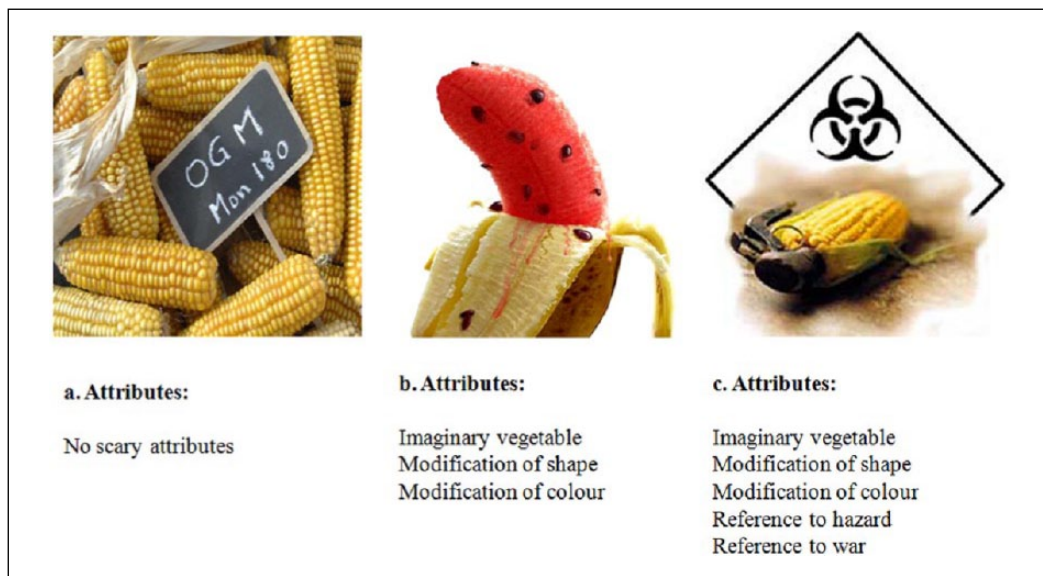 OGM
Mon 180
a. Attributes:
No scary attributes
b. Attributes:
Imaginary vegetable
Modification of shape
Modification of colour
c. Attributes:
Imaginary vegetable
Modification of shape
Modification of colour
Reference to hazard
Reference to war